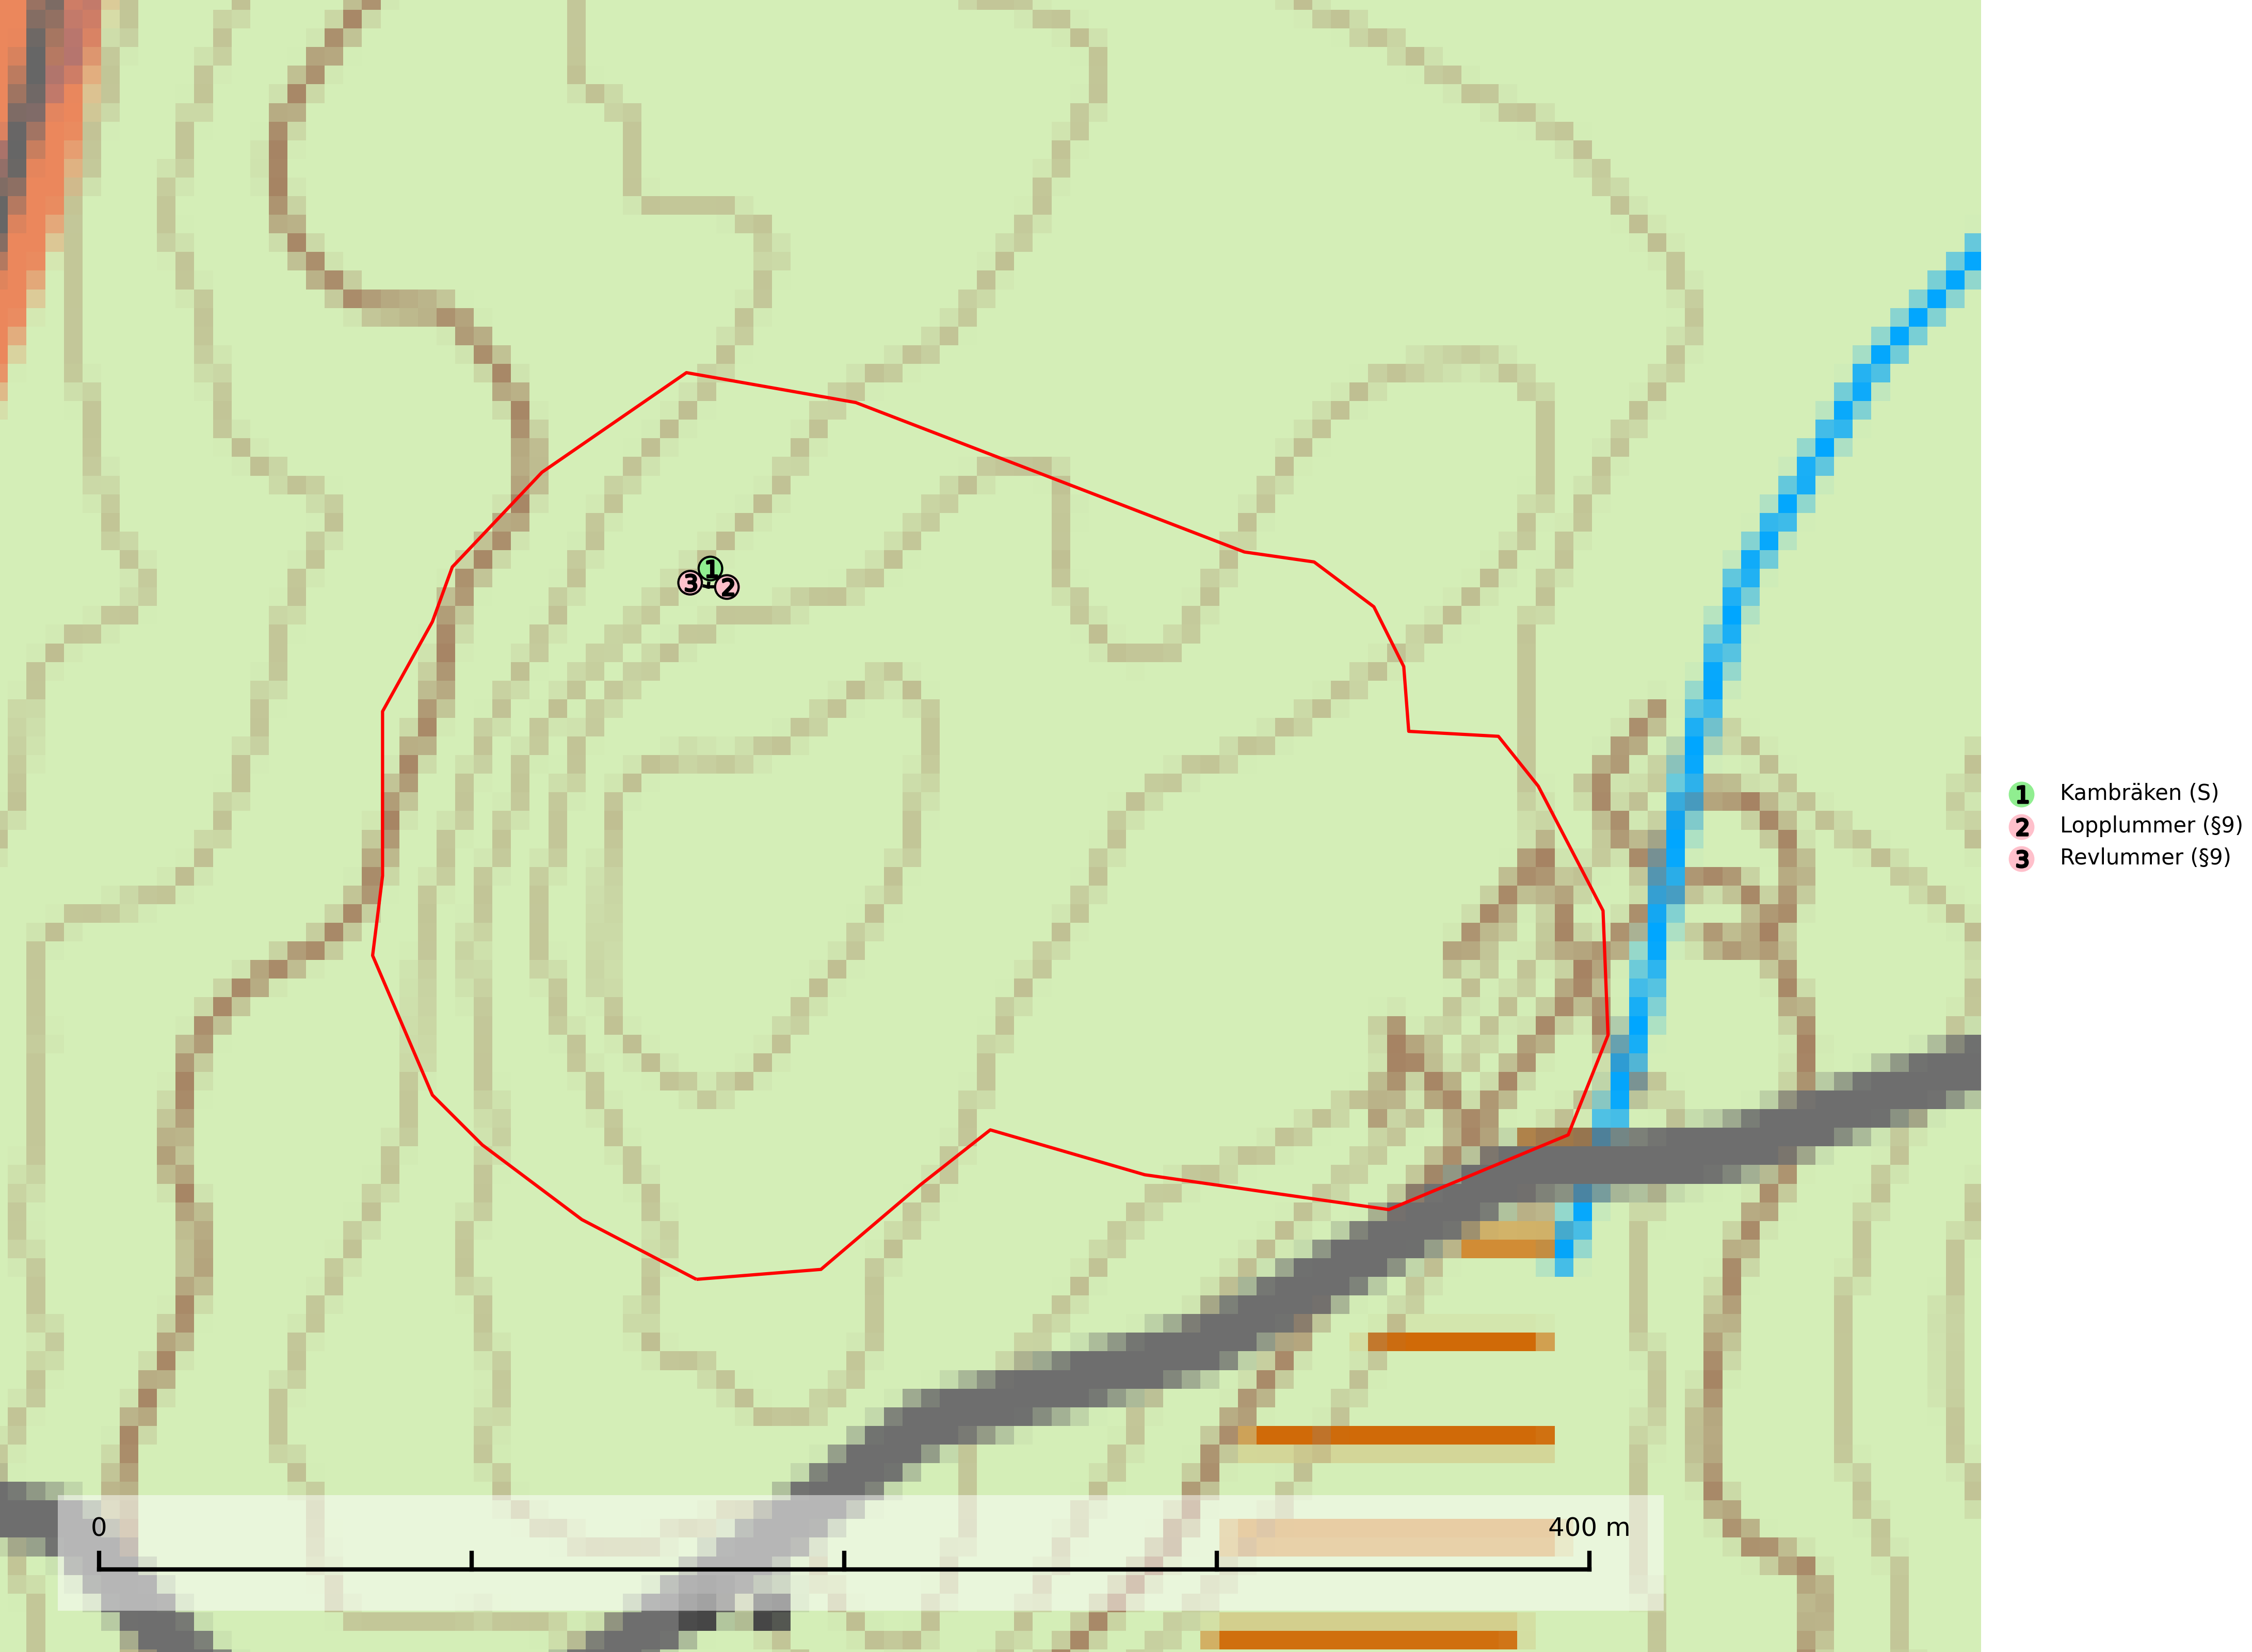 1
3
2
1 Kambräken (S)
2 Lopplummer (§9)
3 Revlummer (§9)
0
400 m